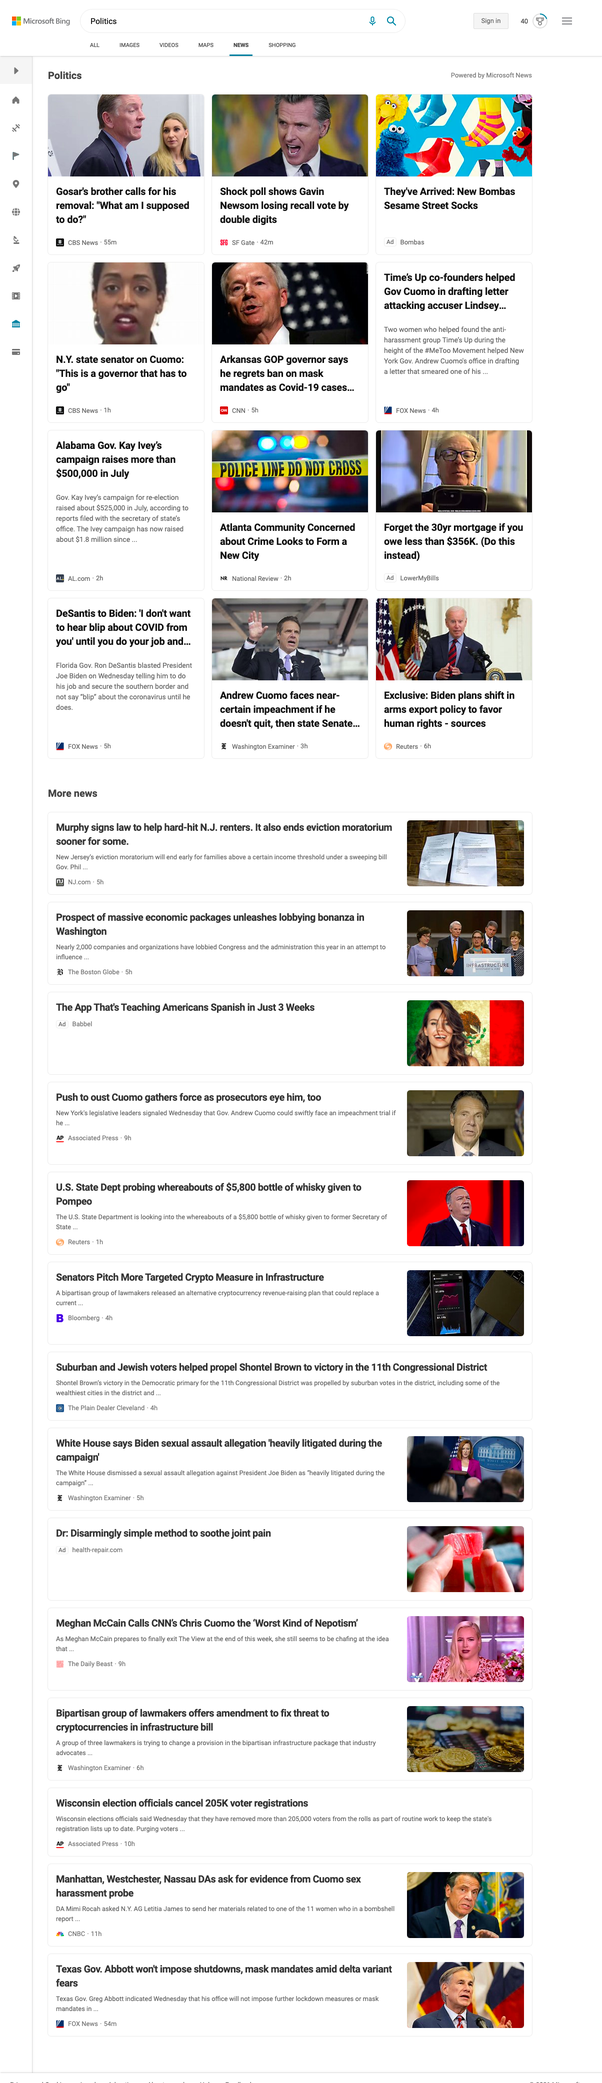 Microsoft Bing
Politics
Sign in
40
ALL
IMAGES
VIDEOS
MAPS
NEWS
SHOPPING
Politics
Powered by Microsoft News
Gosar's brother calls for his
removal: "What am I supposed
to do?"
CBS News · 55m
Shock poll shows Gavin
Newsom losing recall vote by
double digits
SF Gate · 42m
They've Arrived: New Bombas
Sesame Street Socks
Ad Bombas
N.Y. state senator on Cuomo:
"This is a governor that has to
go"
CBS News · 1h
Arkansas GOP governor says
he regrets ban on mask
mandates as Covid-19 cases...
CNN · 5h
Time's Up co-founders helped
Gov Cuomo in drafting letter
attacking accuser Lindsey...
Two women who helped found the anti-
harassment group Time's Up during the
height of the #MeToo Movement helped New
York Gov. Andrew Cuomo's office in drafting
a letter that smeared one of his ...
FOX News · 4h
Alabama Gov. Kay Ivey's
campaign raises more than
$500,000 in July
Gov. Kay Ivey's campaign for re-election
raised about $525,000 in July, according to
reports filed with the secretary of state's
office. The Ivey campaign has now raised
about $1.8 million since ...
AL.com · 2h
POLICE LINE DO NOT CROSS
Atlanta Community Concerned
about Crime Looks to Form a
New City
NR National Review · 2h
Forget the 30yr mortgage if you
owe less than $356K. (Do this
instead)
Ad LowerMyBills
DeSantis to Biden: 'I don't want
to hear blip about COVID from
you' until you do your job and...
Florida Gov. Ron DeSantis blasted President
Joe Biden on Wednesday telling him to do
his job and secure the southern border and
not say "blip" about the coronavirus until he
does.
FOX News · 5h
Andrew Cuomo faces near-
certain impeachment if he
doesn't quit, then state Senate...
Washington Examiner · 3h
Exclusive: Biden plans shift in
arms export policy to favor
human rights - sources
Reuters · 6h
More news
Murphy signs law to help hard-hit N.J. renters. It also ends eviction moratorium
sooner for some.
New Jersey's eviction moratorium will end early for families above a certain income threshold under a sweeping bill
Gov. Phil ...
NJ.com · 5h
Prospect of massive economic packages unleashes lobbying bonanza in
Washington
Nearly 2,000 companies and organizations have lobbied Congress and the administration this year in an attempt to
influence ...
The Boston Globe · 5h
INFRASTRUCTURE
The App That's Teaching Americans Spanish in Just 3 Weeks
Ad Babbel
Push to oust Cuomo gathers force as prosecutors eye him, too
New York's legislative leaders signaled Wednesday that Gov. Andrew Cuomo could swiftly face an impeachment trial if
he ...
AP Associated Press · 9h
U.S. State Dept probing whereabouts of $5,800 bottle of whisky given to
Pompeo
The U.S. State Department is looking into the whereabouts of a $5,800 bottle of whisky given to former Secretary of
State ...
Reuters · 1h
Senators Pitch More Targeted Crypto Measure in Infrastructure
A bipartisan group of lawmakers released an alternative cryptocurrency revenue-raising plan that could replace a
current ...
B Bloomberg · 4h
Suburban and Jewish voters helped propel Shontel Brown to victory in the 11th Congressional District
Shontel Brown's victory in the Democratic primary for the 11th Congressional District was propelled by suburban votes in the district, including some of the
wealthiest cities in the district and ...
The Plain Dealer Cleveland · 4h
White House says Biden sexual assault allegation 'heavily litigated during the
campaign'
The White House dismissed a sexual assault allegation against President Joe Biden as "heavily litigated during the
campaign" ...
Washington Examiner · 5h
Dr: Disarmingly simple method to soothe joint pain
Ad health-repair.com
Meghan McCain Calls CNN's Chris Cuomo the 'Worst Kind of Nepotism'
As Meghan McCain prepares to finally exit The View at the end of this week, she still seems to be chafing at the idea
that ...
The Daily Beast · 9h
Bipartisan group of lawmakers offers amendment to fix threat to
cryptocurrencies in infrastructure bill
A group of three lawmakers is trying to change a provision in the bipartisan infrastructure package that industry
advocates ...
Washington Examiner · 6h
Wisconsin election officials cancel 205K voter registrations
Wisconsin elections officials said Wednesday that they have removed more than 205,000 voters from the rolls as part of routine work to keep the state's
registration lists up to date. Purging voters ...
AP Associated Press · 10h
Manhattan, Westchester, Nassau DAs ask for evidence from Cuomo sex
harassment probe
DA Mimi Rocah asked N.Y. AG Letitia James to send her materials related to one of the 11 women who in a bombshell
report ...
CNBC · 11h
Texas Gov. Abbott won't impose shutdowns, mask mandates amid delta variant
fears
Texas Gov. Greg Abbott indicated Wednesday that his office will not impose further lockdown measures or mask
mandates in ...
FOX News · 54m